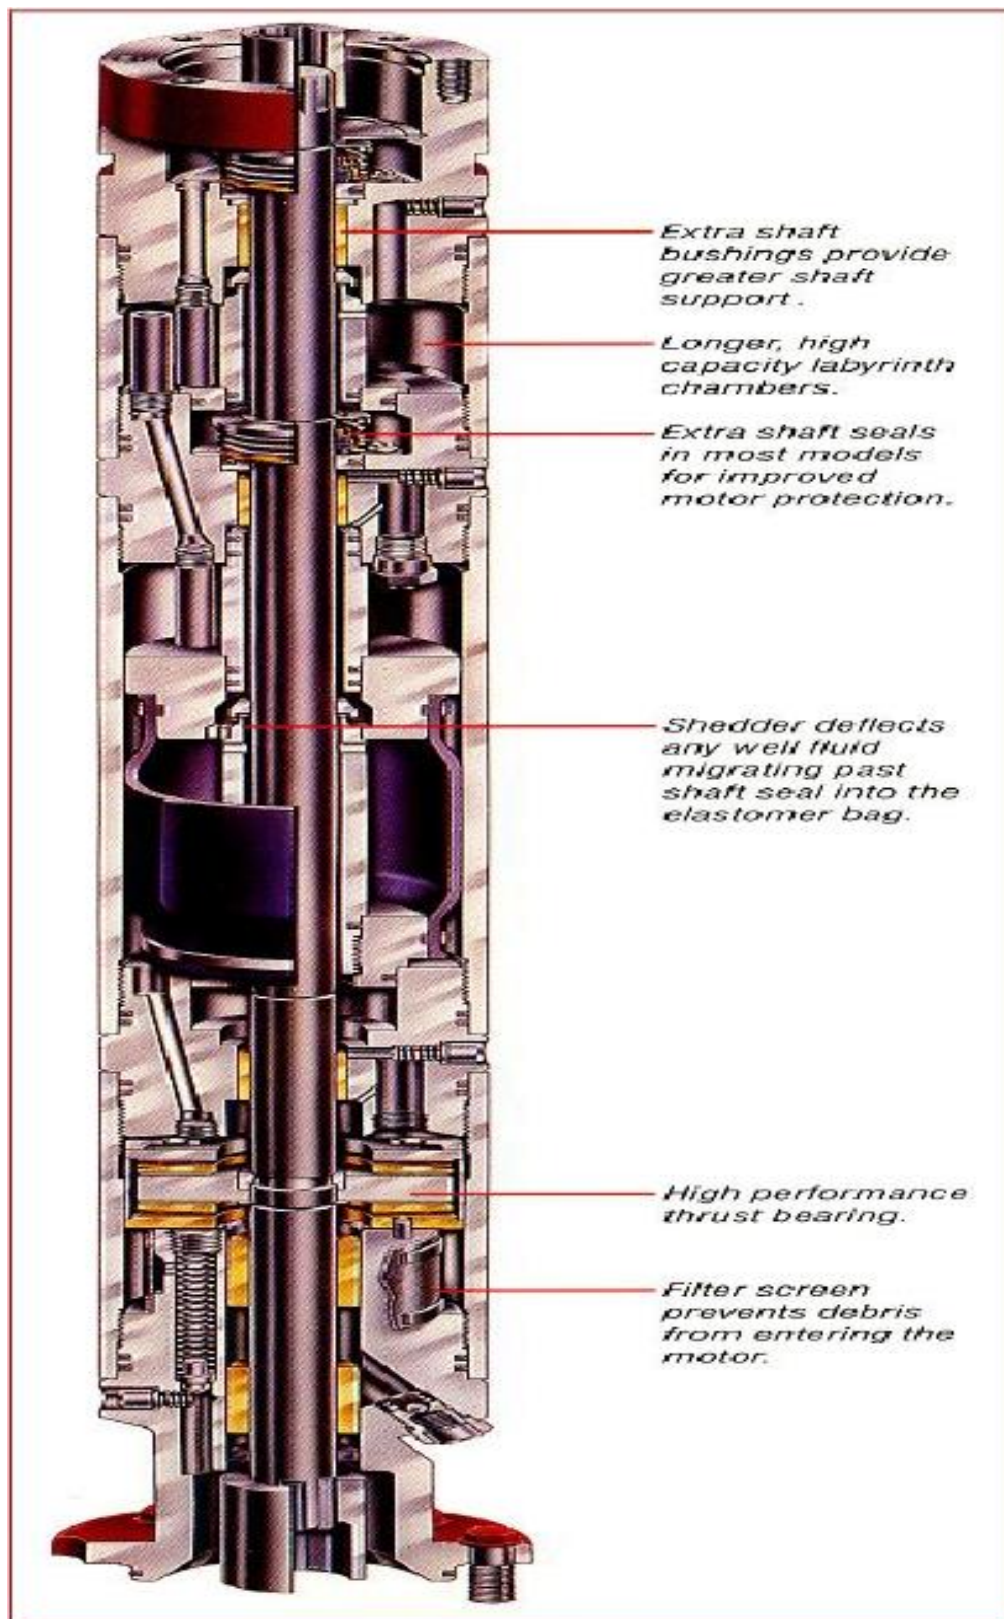 Extra shaft
bushings provide
greater shaft
support.
Longer, high
capacity labyrinth
chambers.
Extra shaft seals
in most models
for improved
motor protection.
Shedder deflects
any well fluid
migrating past
shaft seal into the
elastomer bag.
High performance
thrust bearing.
Filter screen
prevents debris
from entering the
motor.